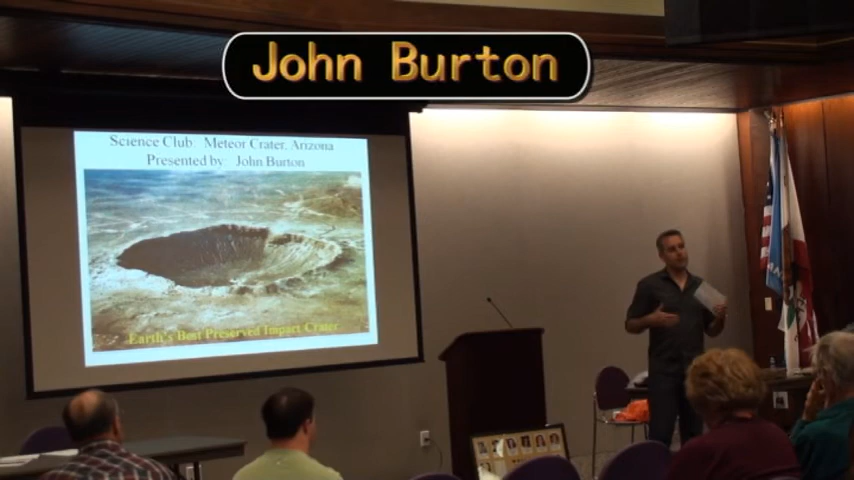 John Burton
Science Club: Meteor Crater, Arizona
Presented by: John Burton
Earth's Best Preserved Impact Crater